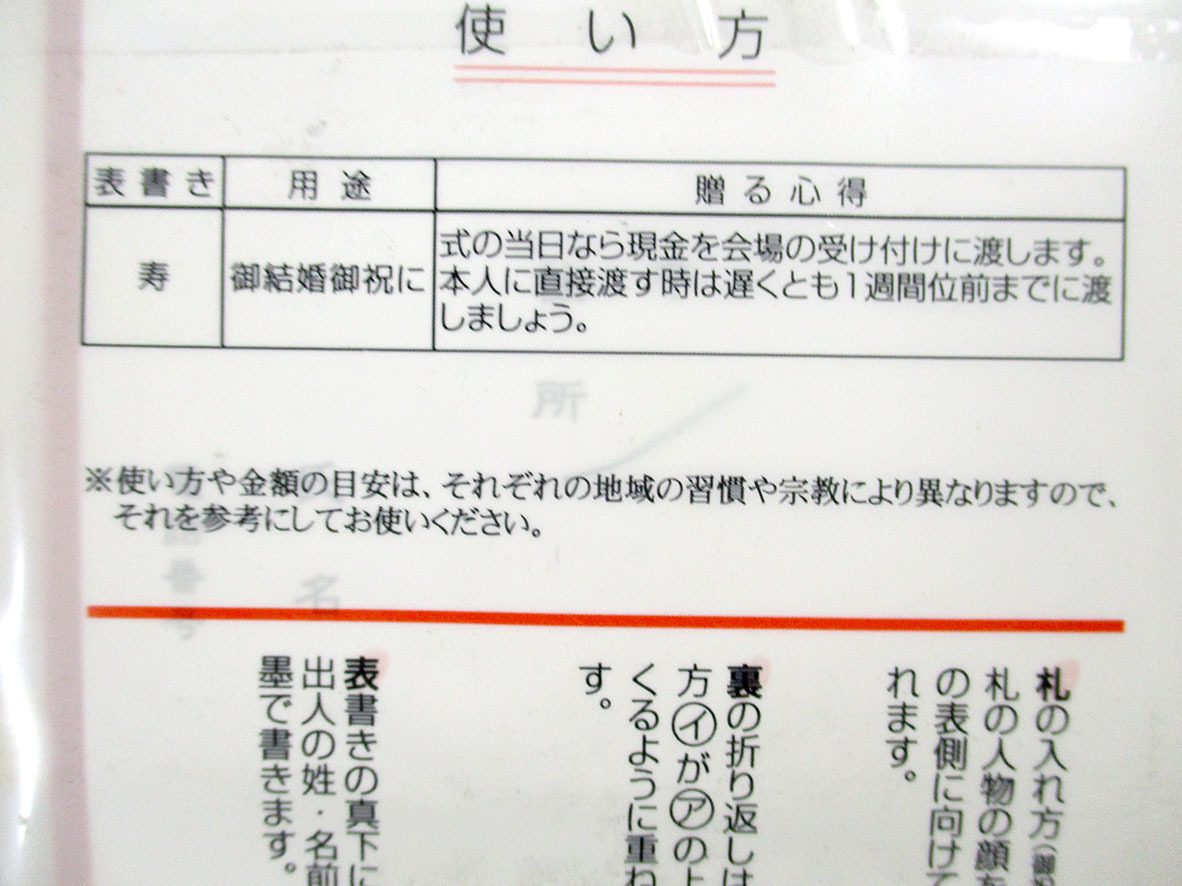 使い方
表書き 用途 贈る心得
寿 御結婚御祝に
式の当日なら現金を会場の受け付けに渡します。
本人に直接渡す時は遅くとも1週間位前までに渡
しましょう。
所
※使い方や金額の目安は、それぞれの地域の習慣や宗教により異なりますので、
それを参考にしてお使いください。
名
札の入れ方(御祝
札の人物の顔を
の表側に向けて
れます。
裏の折り返しは
方㋑が㋐の上
くるように重ね
す。
表書きの真下に
出人の姓・名前
墨で書きます。